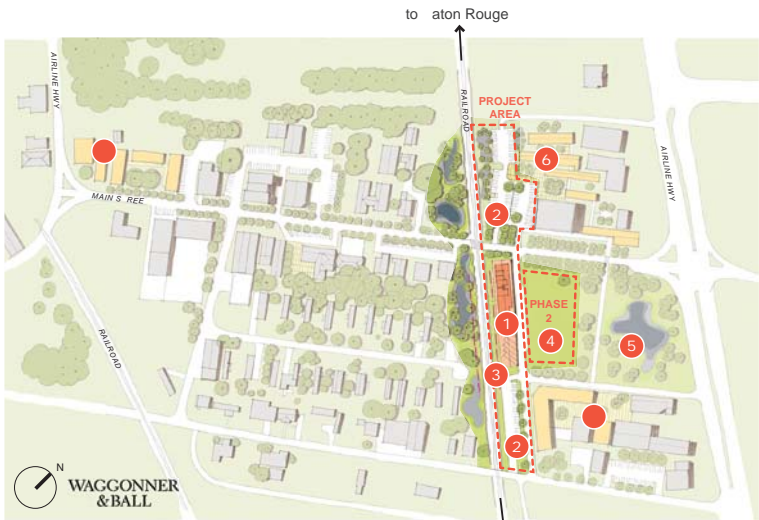 to aton Rouge
AIRLINE HWY
RAILROAD
PROJECT
AREA
6
AIRLINE HWY
MAIN S REE
2
PHASE
2
1
4
5
3
RAILROAD
2
N
WAGGONNER
&BALL